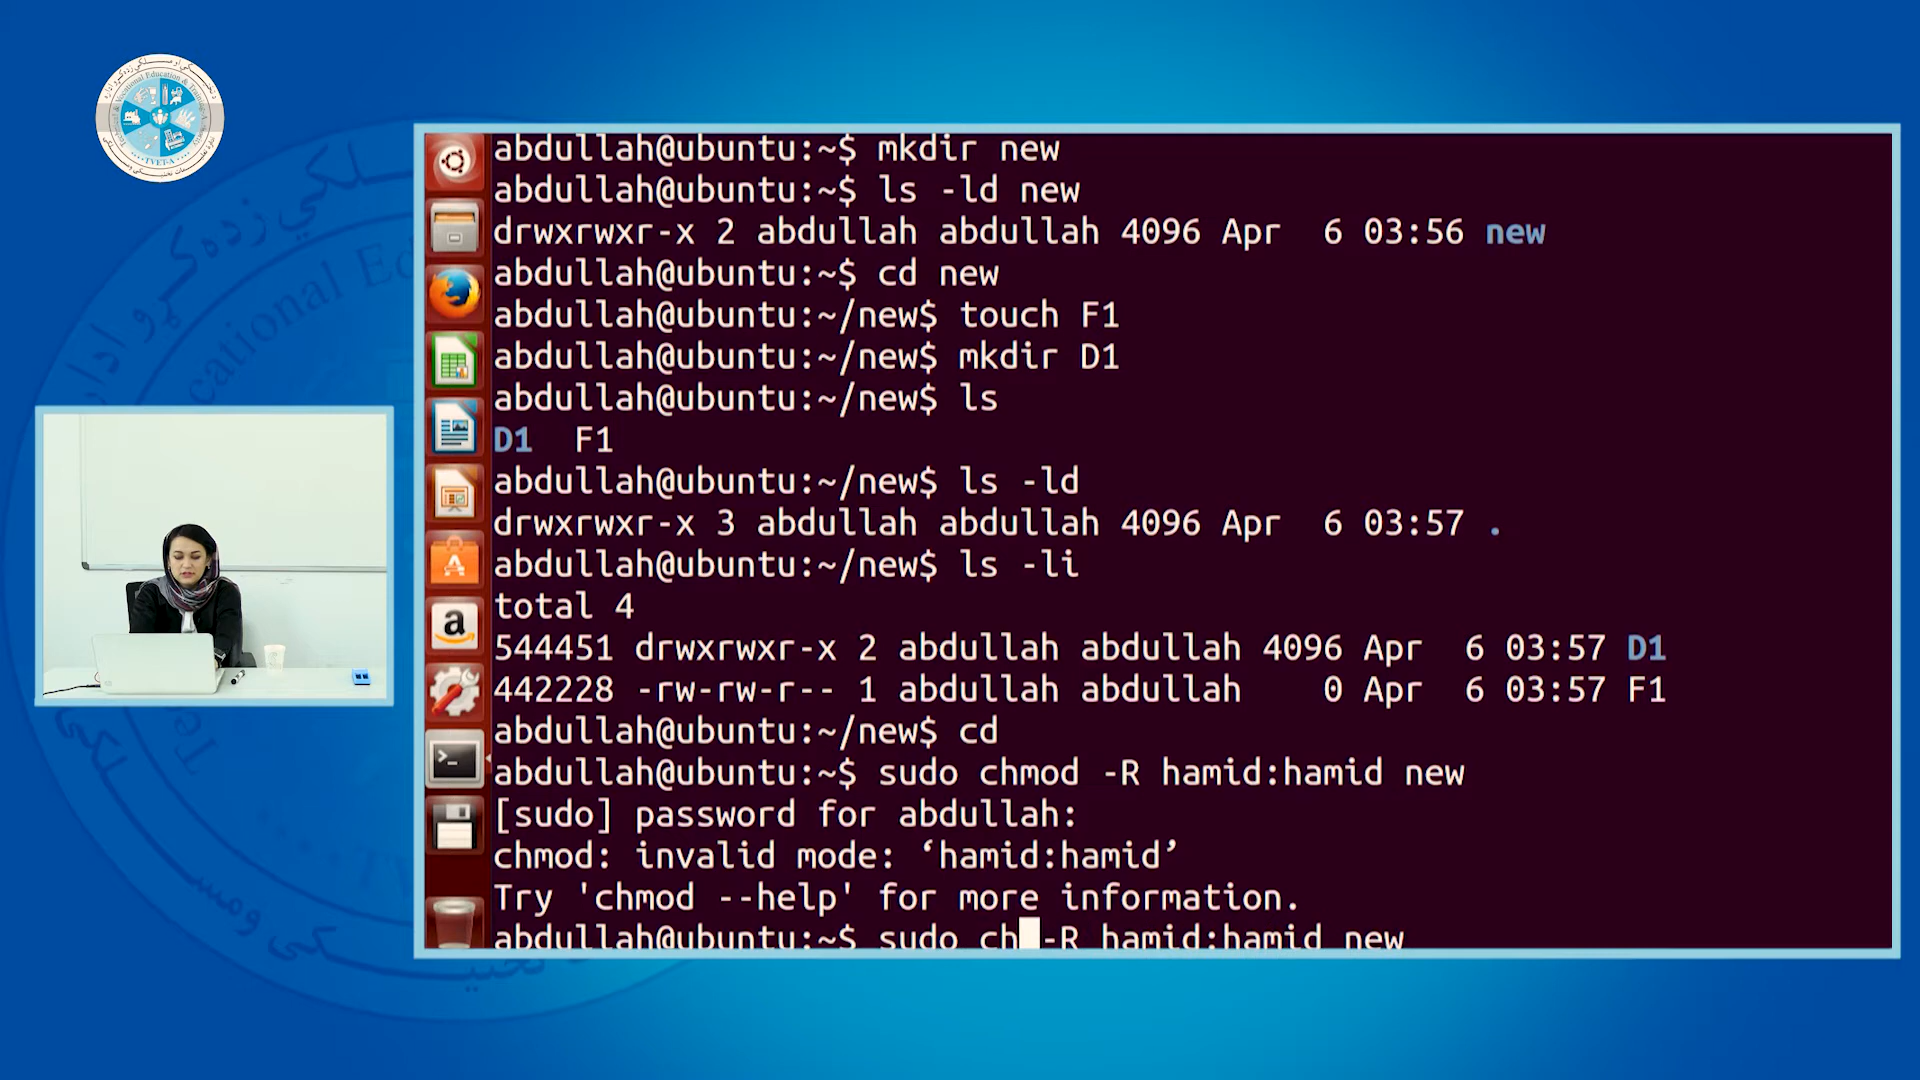 Technical & Vocational Education & Training
TVET-A
abdullah@ubuntu:~$ mkdir new
abdullah@ubuntu:~$ ls -ld new
drwxrwxr-x 2 abdullah abdullah 4096 Apr  6 03:56 new
abdullah@ubuntu:~$ cd new
abdullah@ubuntu:~/new$ touch F1
abdullah@ubuntu:~/new$ mkdir D1
abdullah@ubuntu:~/new$ ls
D1  F1
abdullah@ubuntu:~/new$ ls -ld
drwxrwxr-x 3 abdullah abdullah 4096 Apr  6 03:57 .
abdullah@ubuntu:~/new$ ls -li
total 4
544451 drwxrwxr-x 2 abdullah abdullah 4096 Apr  6 03:57 D1
442228 -rw-rw-r-- 1 abdullah abdullah    0 Apr  6 03:57 F1
abdullah@ubuntu:~/new$ cd
abdullah@ubuntu:~$ sudo chmod -R hamid:hamid new
[sudo] password for abdullah:
chmod: invalid mode: ‘hamid:hamid’
Try 'chmod --help' for more information.
abdullah@ubuntu:~$ sudo ch -R hamid:hamid new